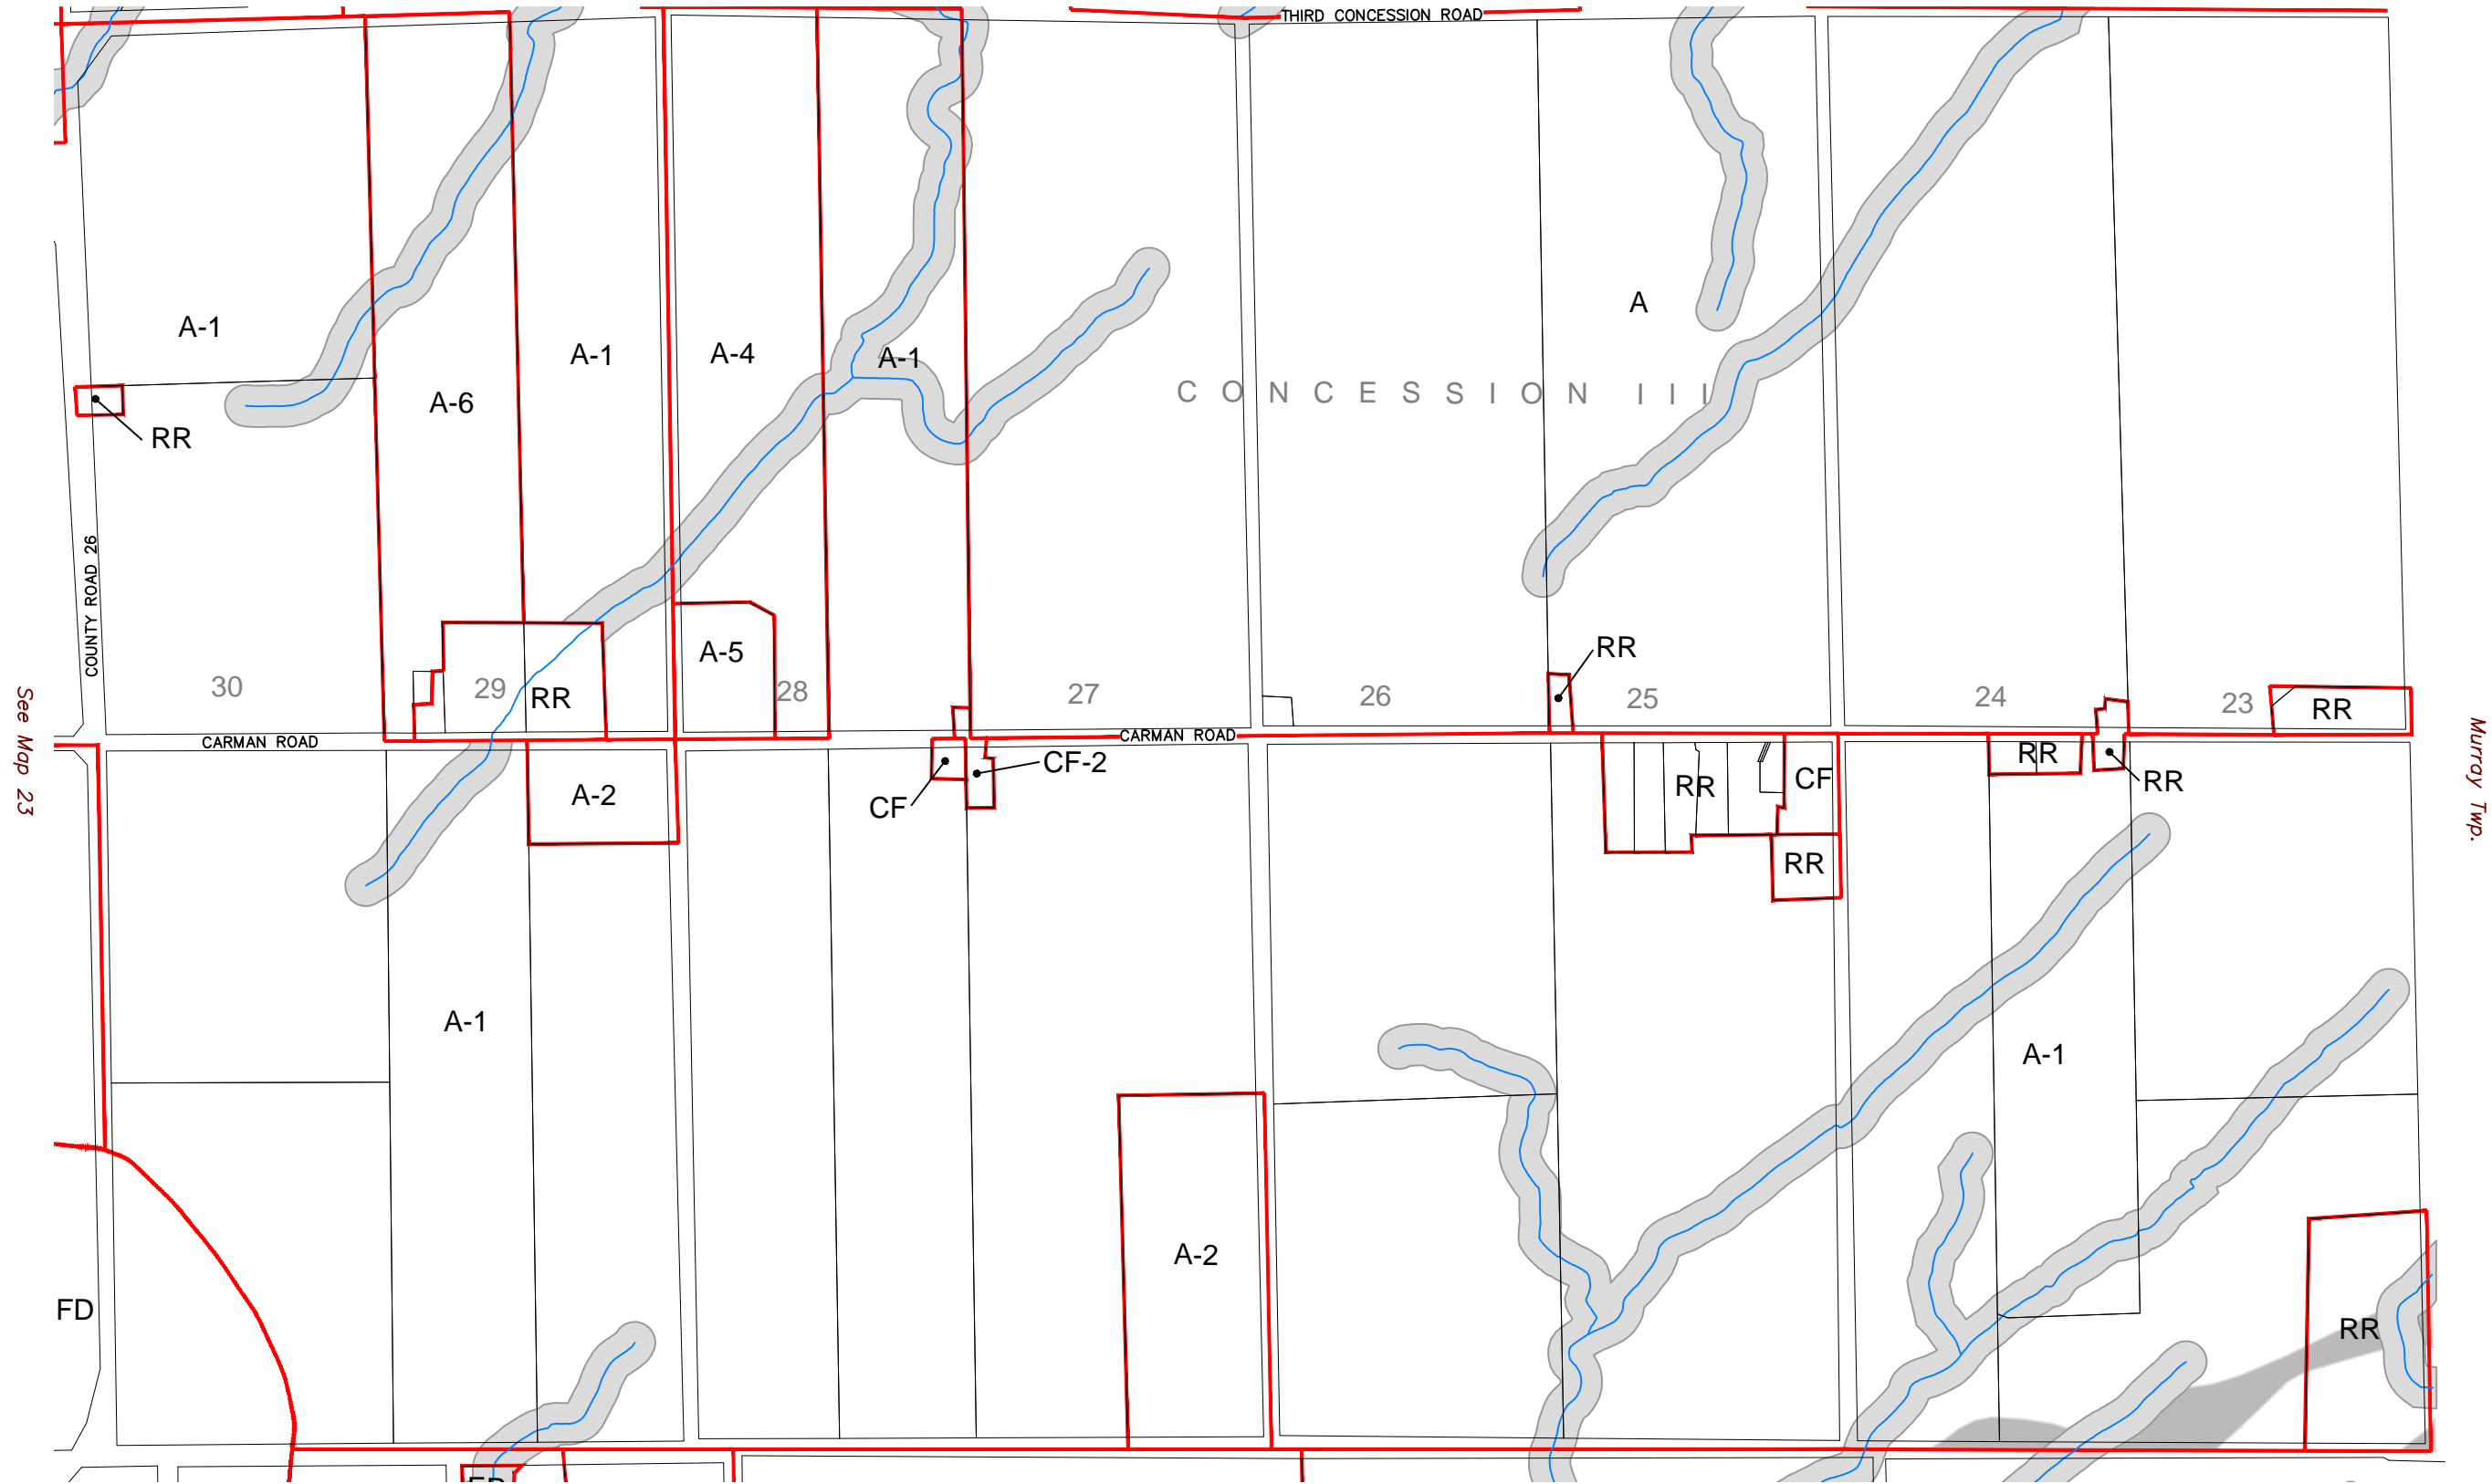 THIRD CONCESSION ROAD
A
A-1
A-1
A-4
A-1
CONCESSION III
A-6
RR
COUNTY ROAD 26
RR
A-5
30
29
RR
28
27
26
25
24
23
RR
See Map 23
Murray Twp.
CARMAN ROAD
CARMAN ROAD
CF-2
RR
RR
CF
RR
A-2
CF
RR
A-1
A-1
A-2
FD
RR